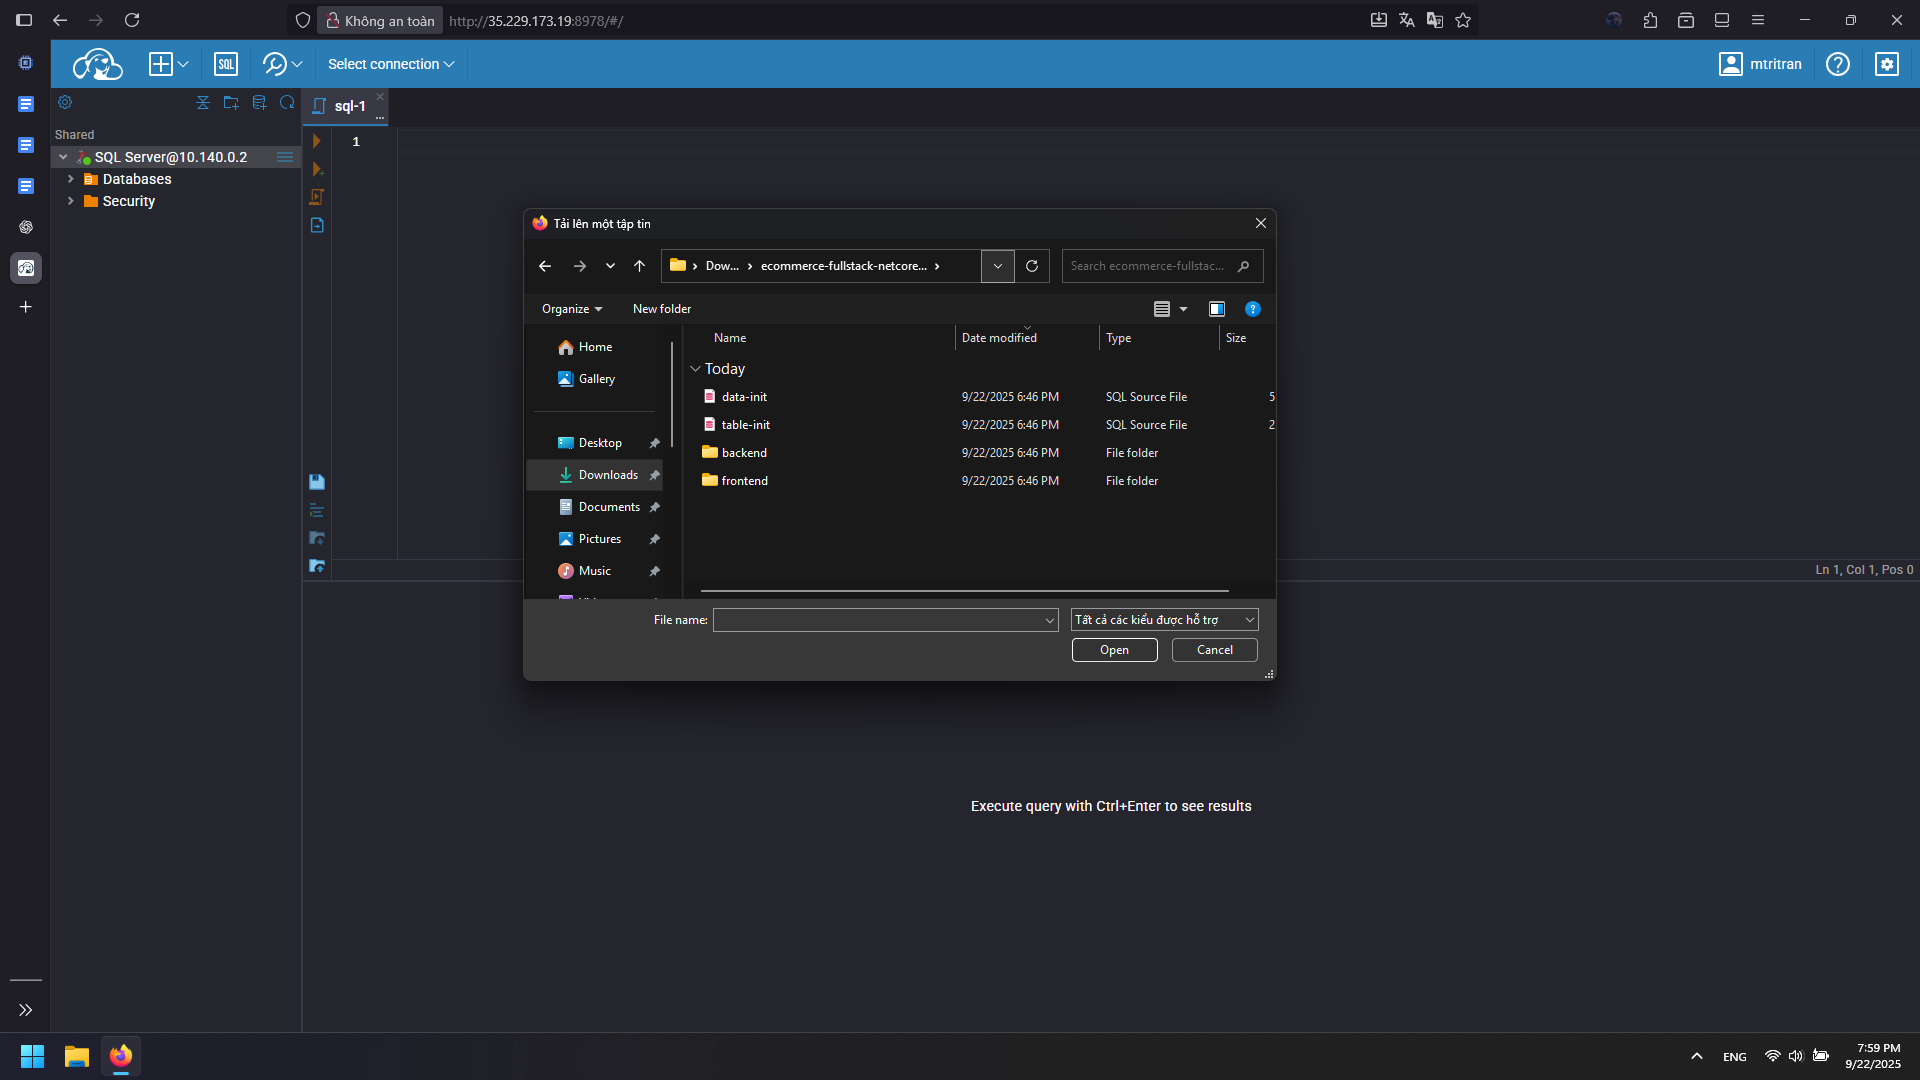 Không an toàn
http://35.229.173.19:8978/#/
SQL
Select connection
mtritran
sql-1
Shared
SQL Server@10.140.0.2
Databases
Security
1
Tải lên một tập tin
Dow...
ecommerce-fullstack-netcore...
Search ecommerce-fullstac...
Organize
New folder
Name
Date modified
Type
Size
Home
Gallery
Desktop
Downloads
Documents
Pictures
Music
Today
data-init 9/22/2025 6:46 PM SQL Source File 5
table-init 9/22/2025 6:46 PM SQL Source File 2
backend 9/22/2025 6:46 PM File folder
frontend 9/22/2025 6:46 PM File folder
File name:
Tất cả các kiểu được hỗ trợ
Open
Cancel
Ln 1, Col 1, Pos 0
Execute query with Ctrl+Enter to see results
ENG
7:59 PM
9/22/2025